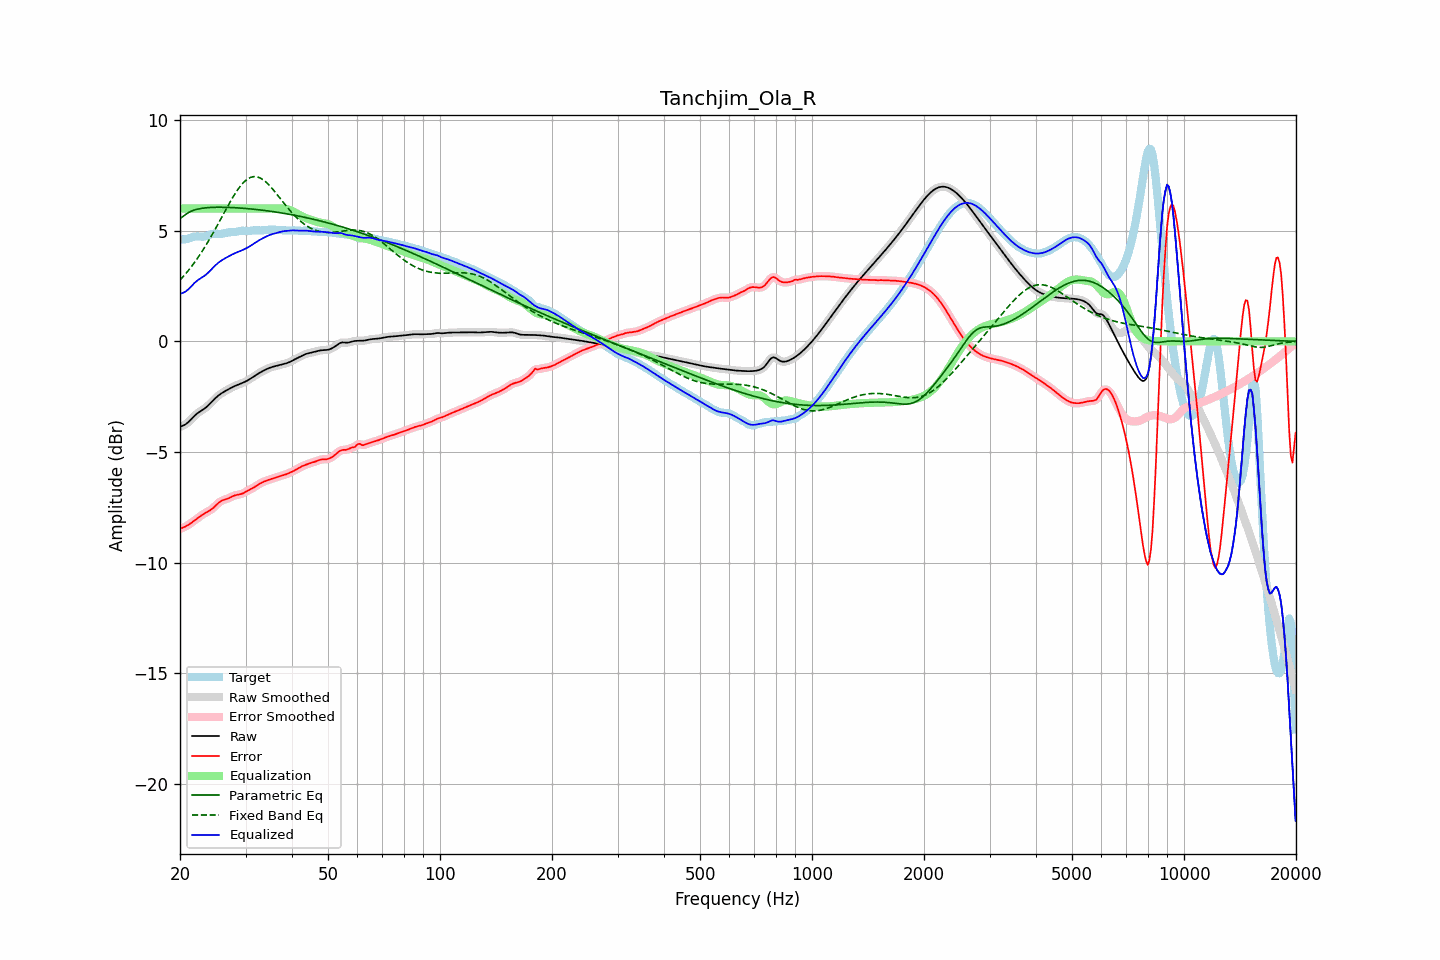 Tanchjim_Ola_R
10
5
0
−5
−10
−15
−20
Amplitude (dBr)
Target
Raw Smoothed
Error Smoothed
Raw
Error
Equalization
Parametric Eq
Fixed Band Eq
Equalized
20 50 100 200 500 1000 2000 5000 10000 20000
Frequency (Hz)